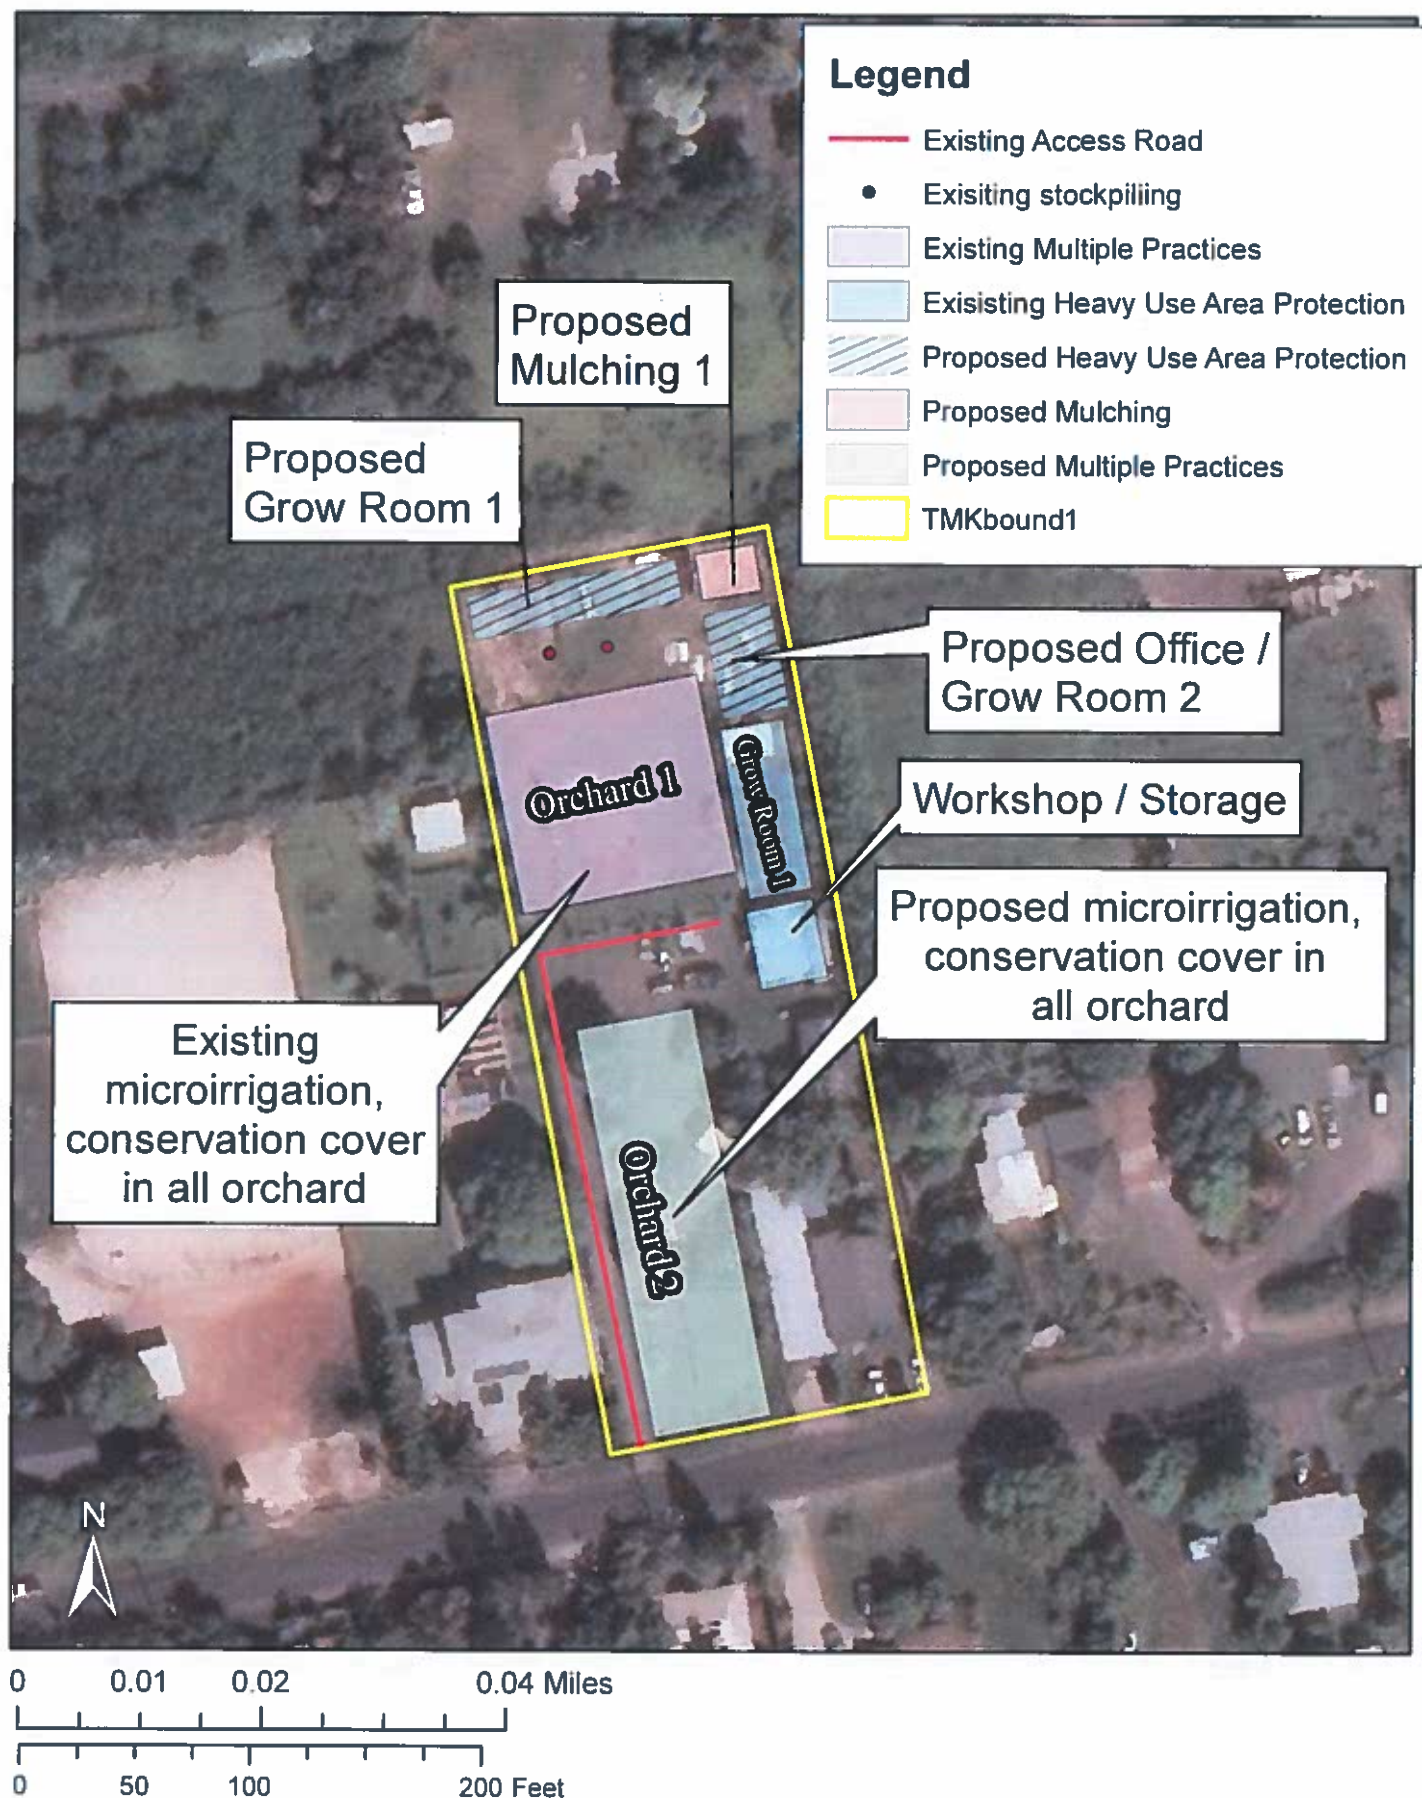 Legend
Existing Access Road
Exisiting stockpiliing
Existing Multiple Practices
Exisisting Heavy Use Area Protection
Proposed Heavy Use Area Protection
Proposed Mulching
Proposed Multiple Practices
TMKbound1
Proposed
Mulching 1
Proposed
Grow Room 1
Proposed Office /
Grow Room 2
Orchard 1
Grow Room 1
Workshop / Storage
Proposed microirrigation,
conservation cover in
all orchard
Existing
microirrigation,
conservation cover
in all orchard
Orchard 2
N
0 0.01 0.02 0.04 Miles
0 50 100 200 Feet